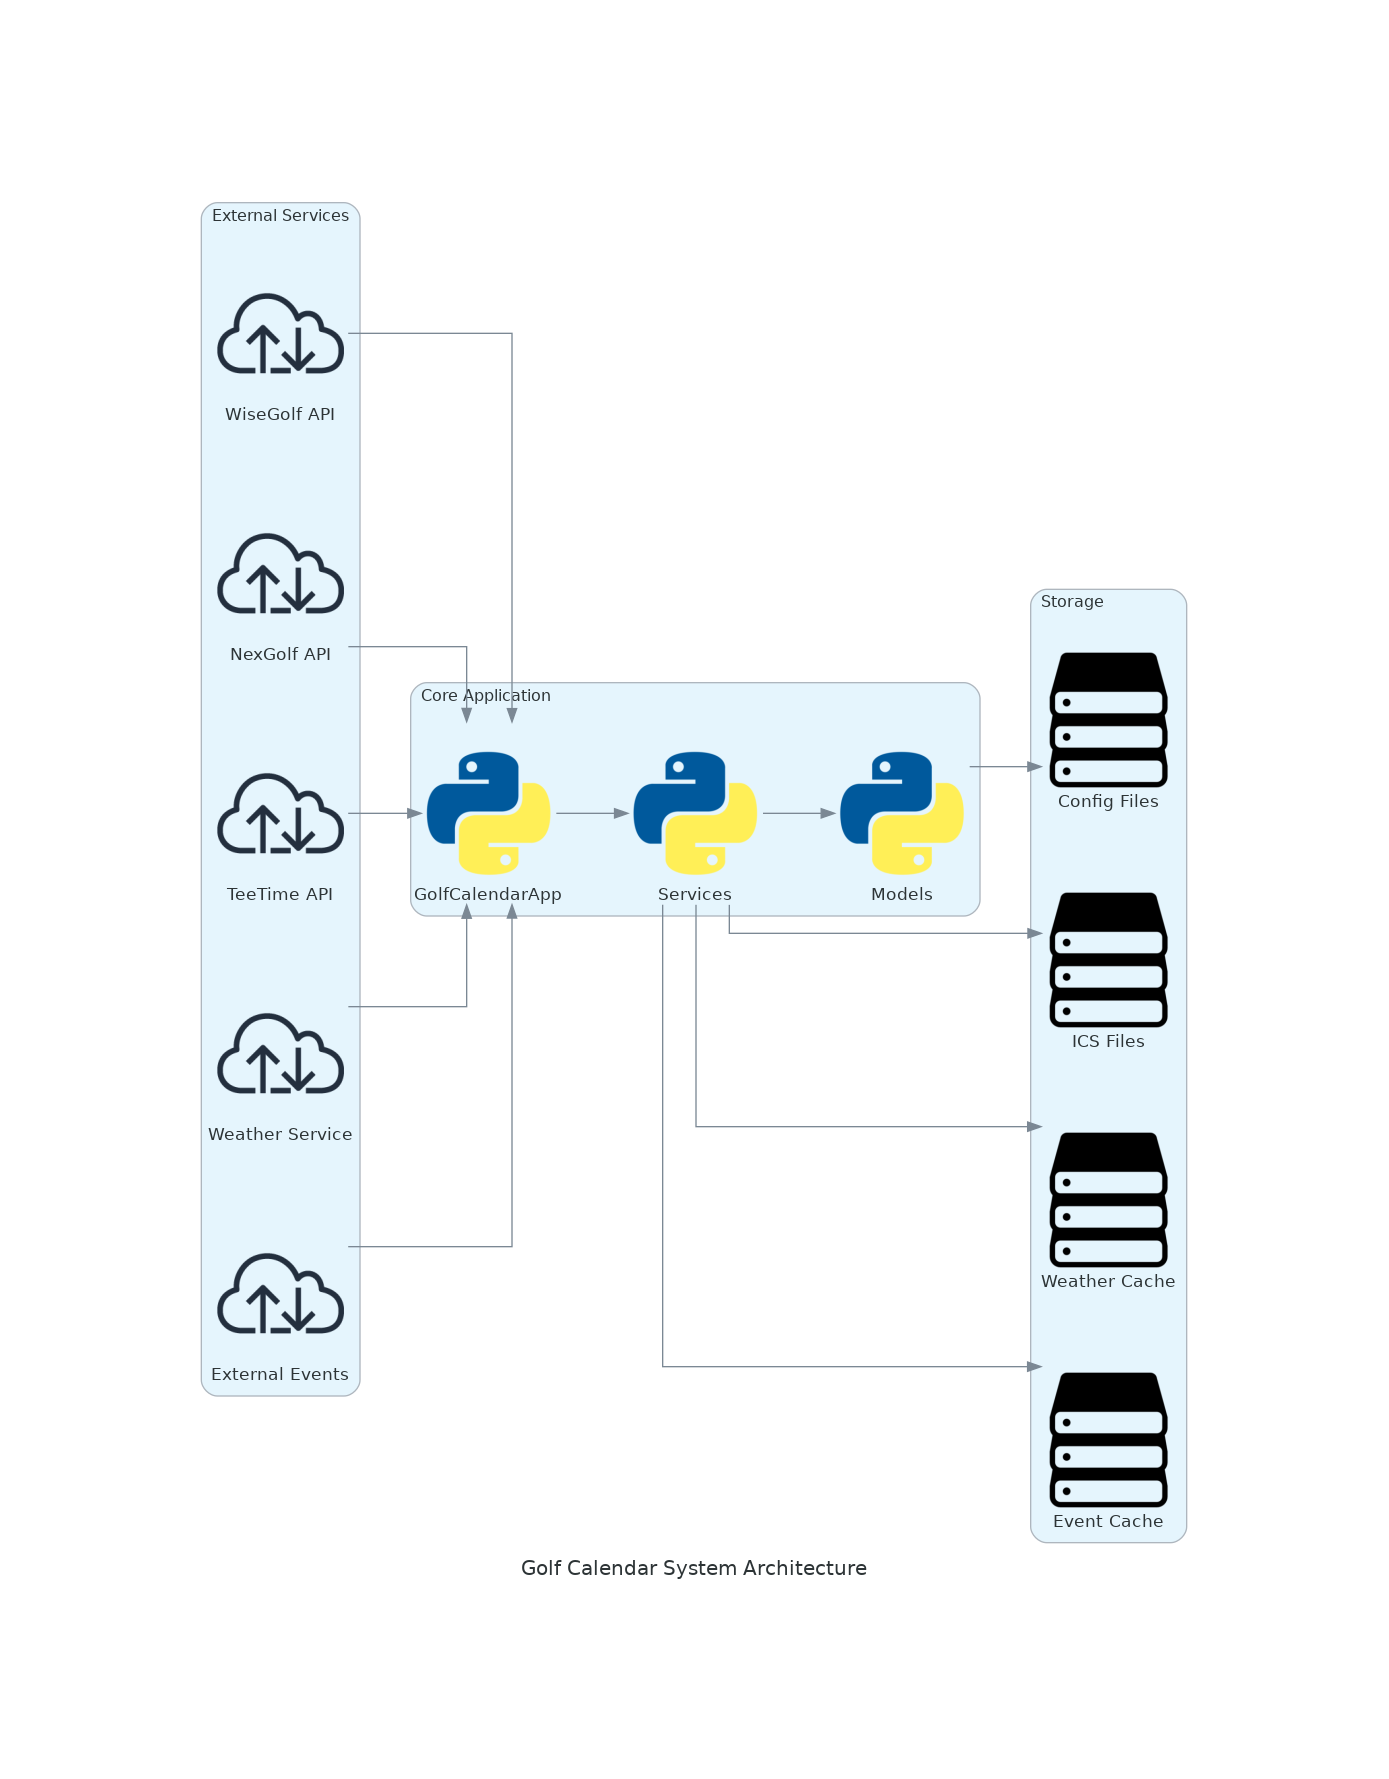 External Services
WiseGolf API
NexGolf API
TeeTime API
Weather Service
External Events
Core Application
GolfCalendarApp
Services
Models
Storage
Config Files
ICS Files
Weather Cache
Event Cache
Golf Calendar System Architecture